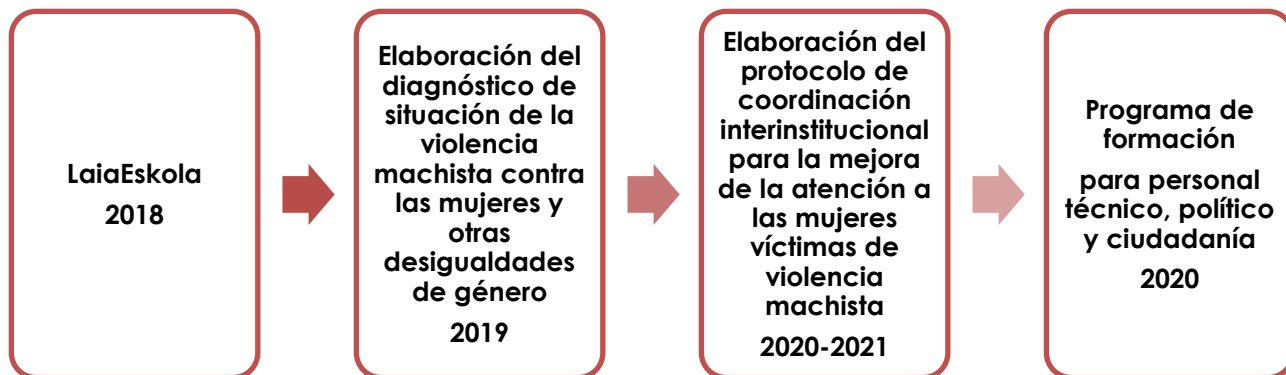 LaiaEskola
2018
Elaboración del
diagnóstico de
situación de la
violencia
machista contra
las mujeres y
otras
desigualdades
de género
2019
Elaboración del
protocolo de
coordinación
interinstitucional
para la mejora
de la atención a
las mujeres
víctimas de
violencia
machista
2020-2021
Programa de
formación
para personal
técnico, político
y ciudadanía
2020